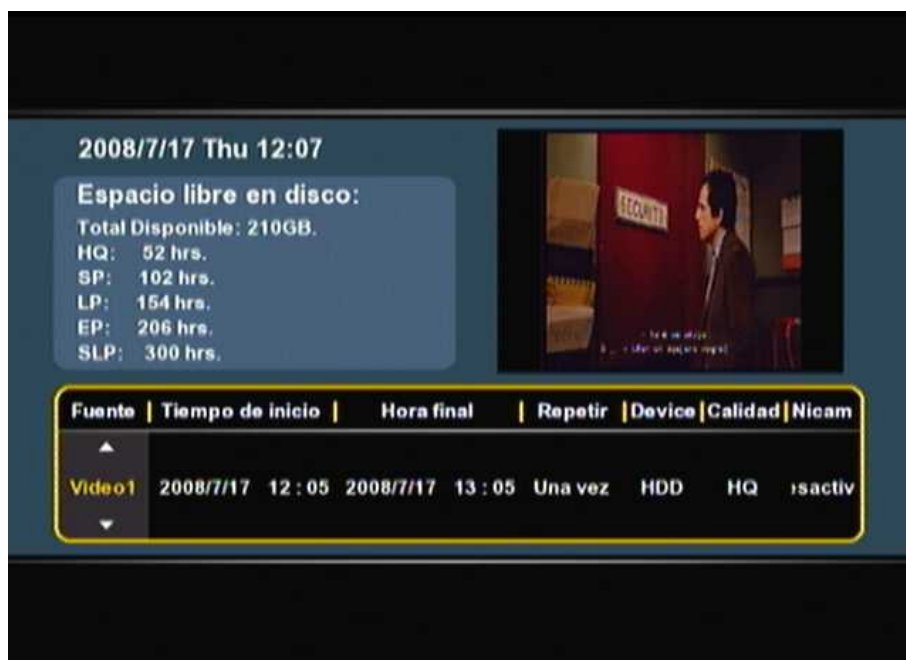 2008/7/17 Thu 12:07
Espacio libre en disco:
Total Disponible: 210GB.
HQ: 52 hrs.
SP: 102 hrs.
LP: 154 hrs.
EP: 206 hrs.
SLP: 300 hrs.
SECURITY
Fuente | Tiempo de inicio | Hora final | Repetir | Device | Calidad | Nicam
Video1 2008/7/17 12 : 05 2008/7/17 13 : 05 Una vez HDD HQ sactiv